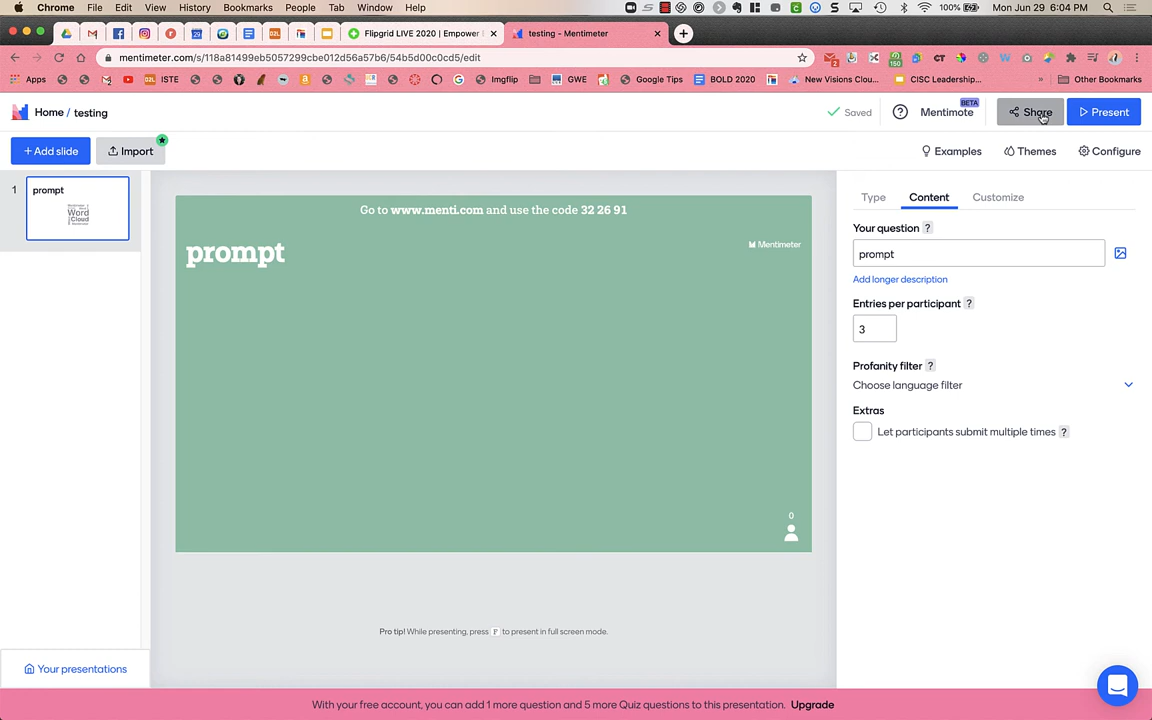 Chrome File Edit View History Bookmarks People Tab Window Help 100% Mon Jun 29 6:04 PM
Flipgrid LIVE 2020 | Empower testing - Mentimeter
mentimeter.com/s/118a81499eb5057299cbe012d56a57b6/54b5d00c0cd5/edit
Apps ISTE Imgflip GWE Google Tips BOLD 2020 New Visions Clou... CISC Leadership... » Other Bookmarks
Home / testing Saved Mentimote BETA Share Present
+ Add slide Import Examples Themes Configure
1 prompt
Word
Cloud
Go to www.menti.com and use the code 32 26 91
prompt
Mentimeter
0
Pro tip! While presenting, press F to present in full screen mode.
Type Content Customize
Your question ?
prompt
Add longer description
Entries per participant ?
3
Profanity filter ?
Choose language filter
Extras
Let participants submit multiple times ?
Your presentations
With your free account, you can add 1 more question and 5 more Quiz questions to this presentation. Upgrade